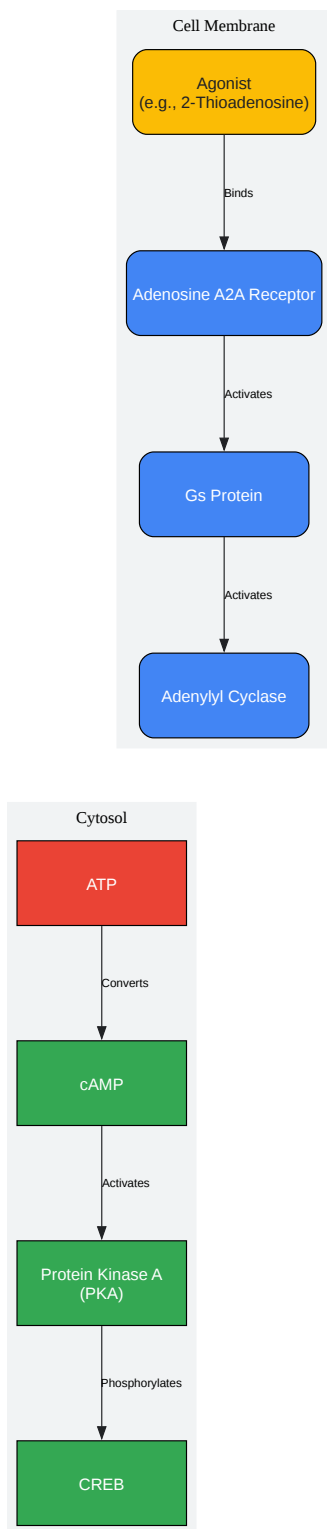 Cell Membrane
Agonist
(e.g., 2-Thioadenosine)
Binds
Adenosine A2A Receptor
Activates
Gs Protein
Activates
Adenylyl Cyclase
Cytosol
ATP
Converts
cAMP
Activates
Protein Kinase A
(PKA)
Phosphorylates
CREB